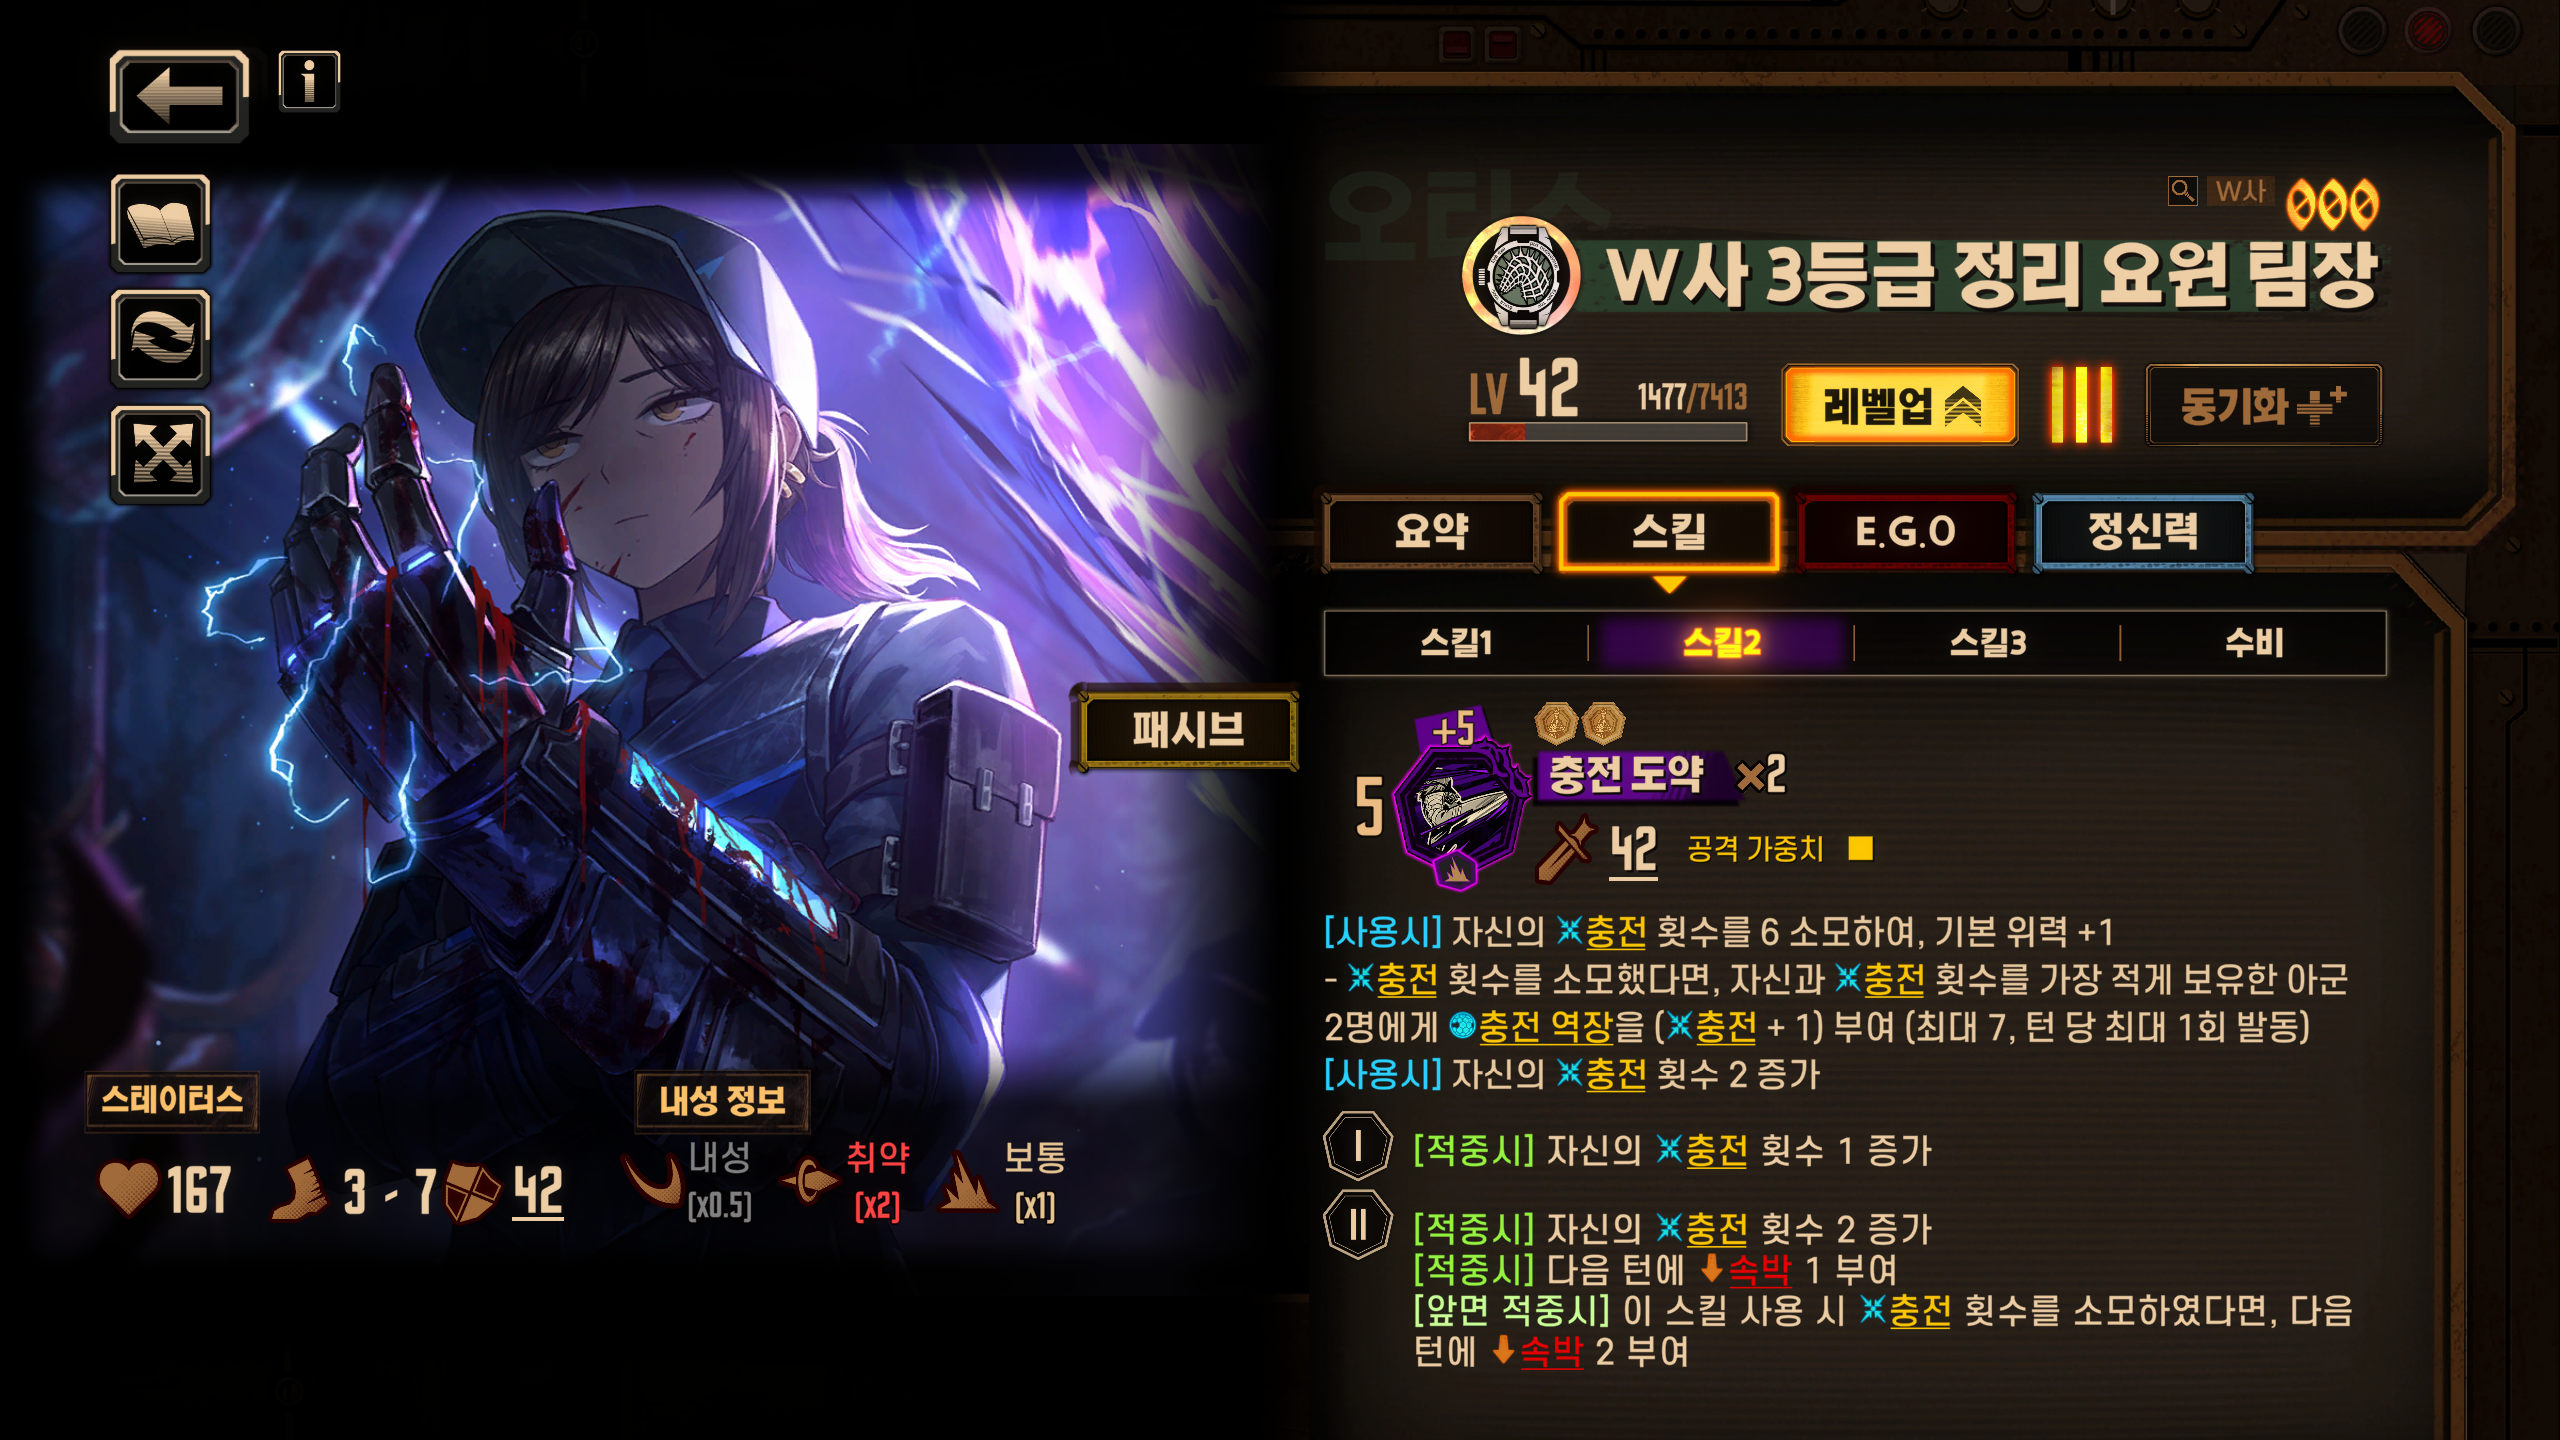 오티스
W사
W사 3등급 정리 요원 팀장
LV 42
1477/7413
레벨업
동기화
요약
스킬
E.G.O
정신력
스킬1
스킬2
스킬3
수비
패시브
+5
5
충전 도약 ×2
42
공격 가중치
[사용시] 자신의 충전 횟수를 6 소모하여, 기본 위력 +1
- 충전 횟수를 소모했다면, 자신과 충전 횟수를 가장 적게 보유한 아군
2명에게 충전 역장을 (충전 + 1) 부여 (최대 7, 턴 당 최대 1회 발동)
[사용시] 자신의 충전 횟수 2 증가
I
[적중시] 자신의 충전 횟수 1 증가
II
[적중시] 자신의 충전 횟수 2 증가
[적중시] 다음 턴에 속박 1 부여
[앞면 적중시] 이 스킬 사용 시 충전 횟수를 소모하였다면, 다음
턴에 속박 2 부여
스테이터스
167
3 - 7
42
내성 정보
내성
[x0.5]
취약
[x2]
보통
[x1]